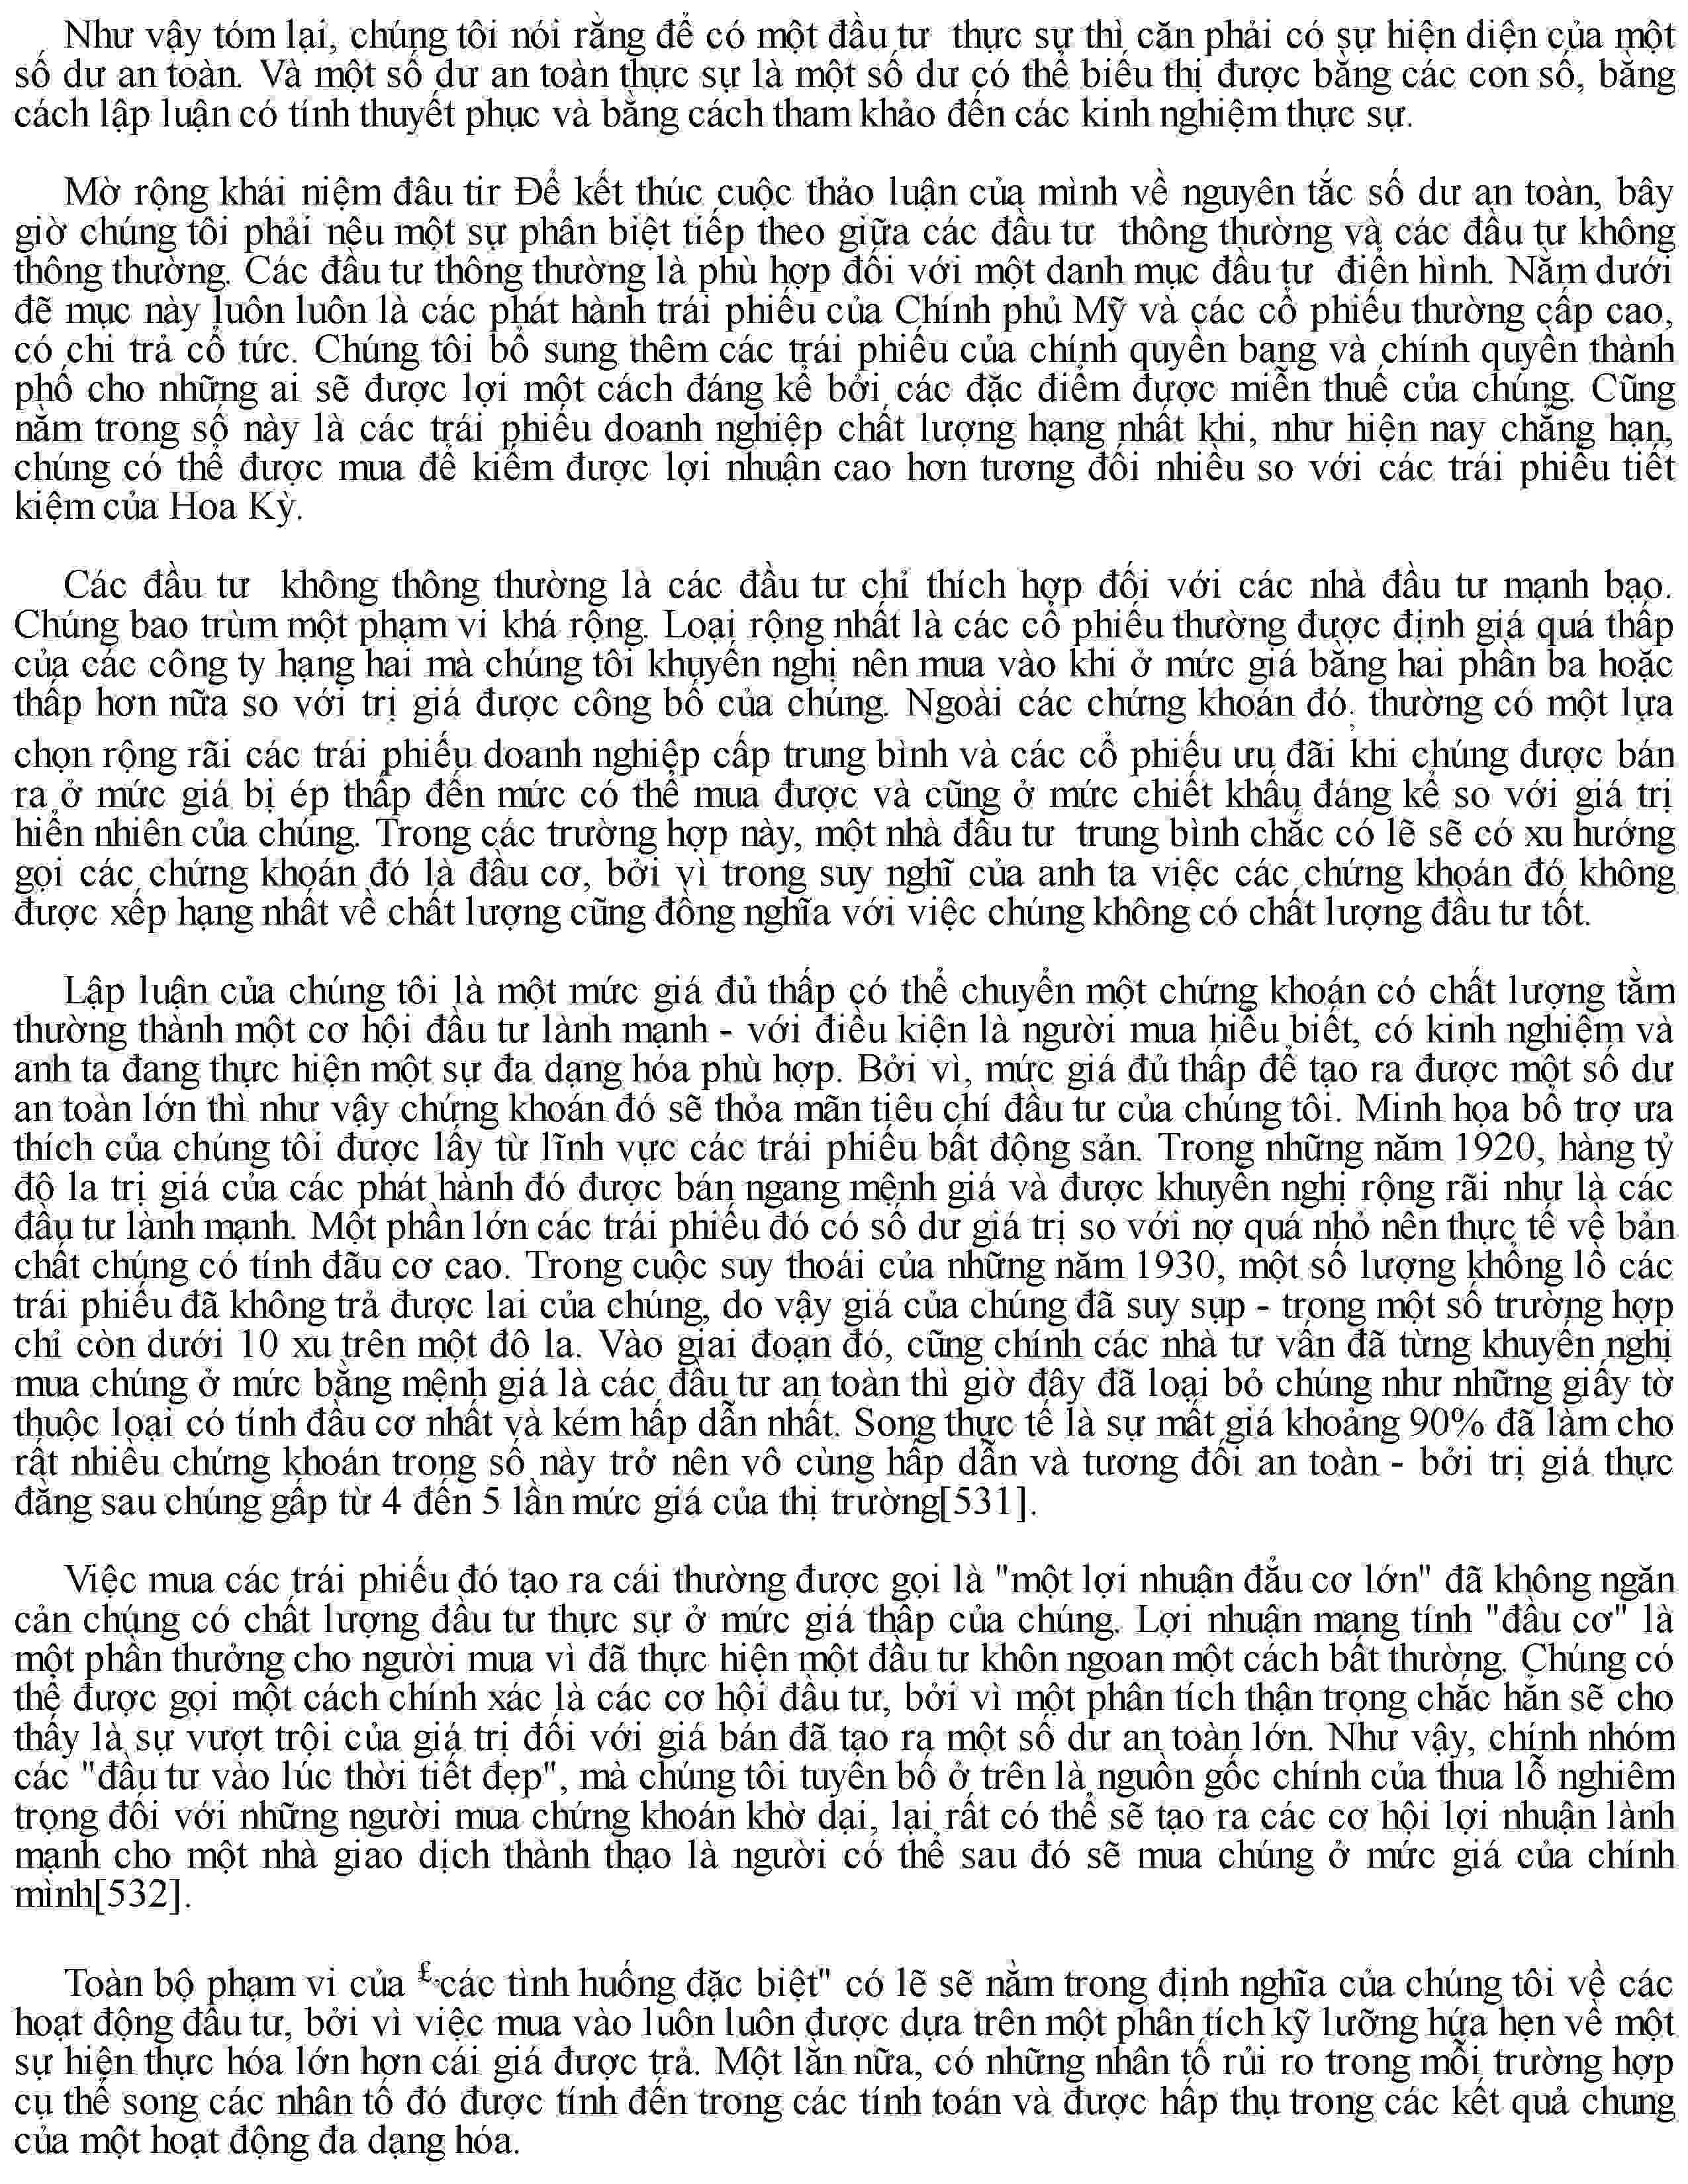 Như vậy tóm lại, chúng tôi nói rằng để có một đầu tư thực sự thì cặn phải có sự hiện diện của một
số dư an toàn. Và một số dư an toàn thực sự là một số dư có thể biểu thị được bằng các con số, bằng
cách lập luận có tính thuyết phục và bằng cách tham khảo đến các kinh nghiệm thực sự.
Mờ rộng khái niệm đâu tir Để kết thúc cuộc thảo luận của mình về nguyên tắc số dư an toàn, bây
giờ chúng tôi phải nêu một sự phân biệt tiếp theo giữa các đầu tư thông thường và các đầu tư không
thông thường. Các đầu tư thông thường là phù hợp đối với một danh mục đầu tư điển hình. Nằm dưới
đẽ mục này luôn luôn là các phát hành trái phiếu của Chính phủ Mỹ và các cổ phiếu thường cấp cao,
có chi trả cổ tức. Chúng tôi bổ sung thêm các trái phiếu của chính quyền bang và chính quyền thành
phố cho những ai sẽ được lợi một cách đáng kể bởi các đặc điểm được miễn thuế của chúng. Cũng
nằm trong số này là các trái phiếu doanh nghiệp chất lượng hạng nhất khi, như hiện nay chẳng hạn,
chúng có thể được mua để kiếm được lợi nhuận cao hơn tương đối nhiều so với các trái phiếu tiết
kiệm của Hoa Kỳ.
Các đầu tư không thông thường là các đầu tư chỉ thích hợp đối với các nhà đầu tư mạnh bạo.
Chúng bao trùm một phạm vi khá rộng. Loại rộng nhất là các cổ phiếu thường được định giá quá thấp
của các công ty hạng hai mà chúng tôi khuyến nghị nên mua vào khi ở mức giá bằng hai phần ba hoặc
thấp hơn nữa so với trị giá được công bố của chúng. Ngoài các chứng khoán đó, thường có một lựa
chọn rộng rãi các trái phiếu doanh nghiệp cấp trung bình và các cổ phiếu ưu đãi khi chúng được bán
ra ở mức giá bị ép thấp đến mức có thể mua được và cũng ở mức chiết khấu đáng kể so với giá trị
hiển nhiên của chúng. Trong các trường hợp này, một nhà đầu tư trung bình chắc có lẽ sẽ có xu hướng
gọi các chứng khoán đó là đầu cơ, bởi vì trong suy nghĩ của anh ta việc các chứng khoán đó không
được xếp hạng nhất về chất lượng cũng đồng nghĩa với việc chúng không có chất lượng đầu tư tốt.
Lập luận của chúng tôi là một mức giá đủ thấp có thể chuyển một chứng khoán có chất lượng tằm
thường thành một cơ hội đầu tư lành mạnh - với điều kiện là người mua hiểu biết, có kinh nghiệm và
anh ta đang thực hiện một sự đa dạng hóa phù hợp. Bởi vì, mức giá đủ thấp để tạo ra được một số dư
an toàn lớn thì như vậy chứng khoán đó sẽ thỏa mãn tiêu chí đầu tư của chúng tôi. Minh họa bổ trợ ưa
thích của chúng tôi được lấy từ lĩnh vực các trái phiếu bất động sản. Trong những năm 1920, hàng tỷ
đô la trị giá của các phát hành đó được bán ngang mệnh giá và được khuyến nghị rộng rãi như là các
đầu tư lành mạnh. Một phần lớn các trái phiếu đó có số dư giá trị so với nợ quá nhỏ nên thực tế về bản
chất chúng có tính đãu cơ cao. Trong cuộc suy thoái của những năm 1930, một số lượng khổng lồ các
trái phiếu đã không trả được lai của chúng, do vậy giá của chúng đã suy sụp - trong một số trường hợp
chỉ còn dưới 10 xu trên một đô la. Vào giai đoạn đó, cũng chính các nhà tư vấn đã từng khuyến nghị
mua chúng ở mức bằng mệnh giá là các đầu tư an toàn thì giờ đây đã loại bỏ chúng như những giấy tờ
thuộc loại có tính đầu cơ nhất và kém hấp dẫn nhất. Song thực tế là sự mất giá khoảng 90% đã làm cho
rất nhiều chứng khoán trong số này trở nên vô cùng hấp dẫn và tương đối an toàn - bởi trị giá thực
đằng sau chúng gấp từ 4 đến 5 lần mức giá của thị trường[531].
Việc mua các trái phiếu đó tạo ra cái thường được gọi là "một lợi nhuận đẩu cơ lớn" đã không ngăn
cản chúng có chất lượng đầu tư thực sự ở mức giá thấp của chúng. Lợi nhuận mang tính "đầu cơ" là
một phần thưởng cho người mua vì đã thực hiện một đầu tư khôn ngoan một cách bất thường. Chúng có
thể được gọi một cách chính xác là các cơ hội đầu tư, bởi vì một phân tích thận trọng chắc hẳn sẽ cho
thấy là sự vượt trội của giá trị đối với giá bán đã tạo ra một số dư an toàn lớn. Như vậy, chính nhóm
các "đầu tư vào lúc thời tiết đẹp", mà chúng tôi tuyên bố ở trên là nguồn gốc chính của thua lỗ nghiêm
trọng đối với những người mua chứng khoán khờ dại, lại rất có thể sẽ tạo ra các cơ hội lợi nhuận lành
mạnh cho một nhà giao dịch thành thạo là người có thể sau đó sẽ mua chúng ở mức giá của chính
mình[532].
Toàn bộ phạm vi của £,các tình huống đặc biệt" có lẽ sẽ nằm trong định nghĩa của chúng tôi về các
hoạt động đầu tư, bởi vì việc mua vào luôn luôn được dựa trên một phân tích kỹ lưỡng hứa hẹn về một
sự hiện thực hóa lớn hơn cái giá được trả. Một lần nữa, có những nhân tố rủi ro trong mỗi trường hợp
cụ thể song các nhân tố đó được tính đến trong các tính toán và được hấp thụ trong các kết quả chung
của một hoạt động đa dạng hóa.